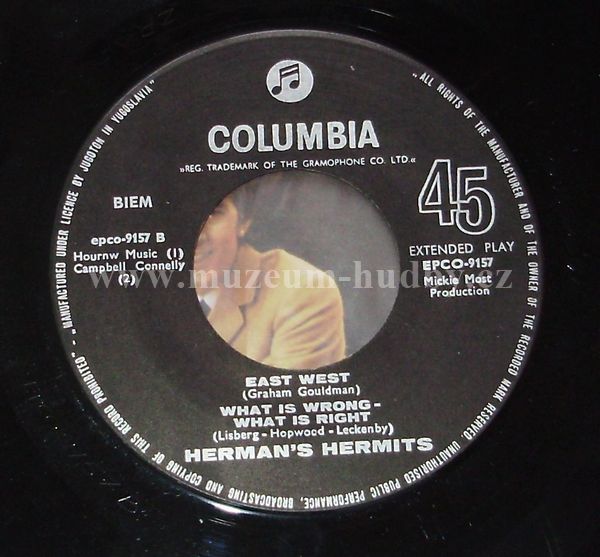 COLUMBIA
»REG. TRADEMARK OF THE GRAMOPHONE CO. LTD.«
BIEM
45
EXTENDED PLAY
epco-9157 B
Hournw Music (1)
Campbell Connelly
(2)
EPCO-9157
Mickie Most
Production
www.muzeum-hudby.cz
EAST WEST
(Graham Gouldman)
WHAT IS WRONG-
WHAT IS RIGHT
(Lisberg - Hopwood - Leckenby)
HERMAN'S HERMITS
"MANUFACTURED UNDER LICENCE BY JUGOTON IN YUGOSLAVIA"
"ALL RIGHTS OF THE MANUFACTURER AND OF THE OWNER OF THE RECORDED MARK RESERVED. UNAUTHORISED PUBLIC PERFORMANCE, BROADCASTING AND COPYING OF THIS RECORD PROHIBITED"